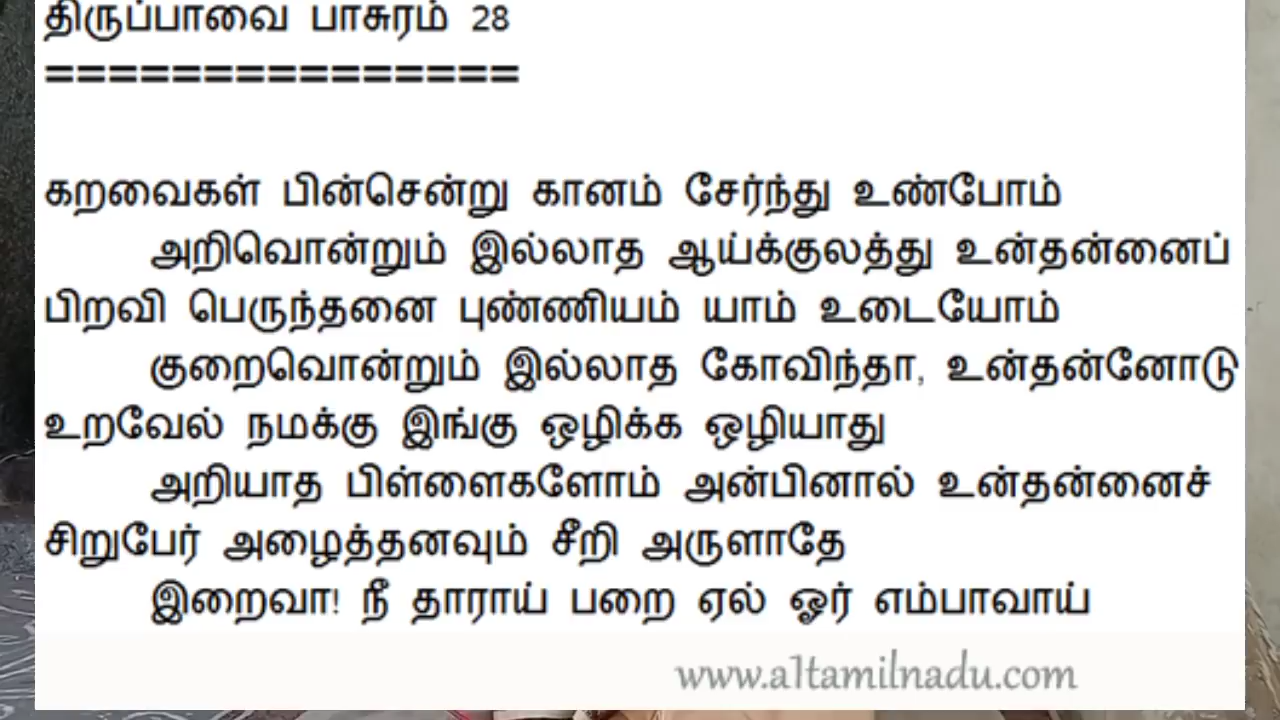 திருப்பாவை பாசுரம் 28
===============
கறவைகள் பின்சென்று கானம் சேர்ந்து உண்போம்
அறிவொன்றும் இல்லாத ஆய்க்குலத்து உன்தன்னைப்
பிறவி பெருந்தனை புண்ணியம் யாம் உடையோம்
குறைவொன்றும் இல்லாத கோவிந்தா, உன்தன்னோடு
உறவேல் நமக்கு இங்கு ஒழிக்க ஒழியாது
அறியாத பிள்ளைகளோம் அன்பினால் உன்தன்னைச்
சிறுபேர் அழைத்தனவும் சீறி அருளாதே
இறைவா! நீ தாராய் பறை ஏல் ஓர் எம்பாவாய்
www.a1tamilnadu.com